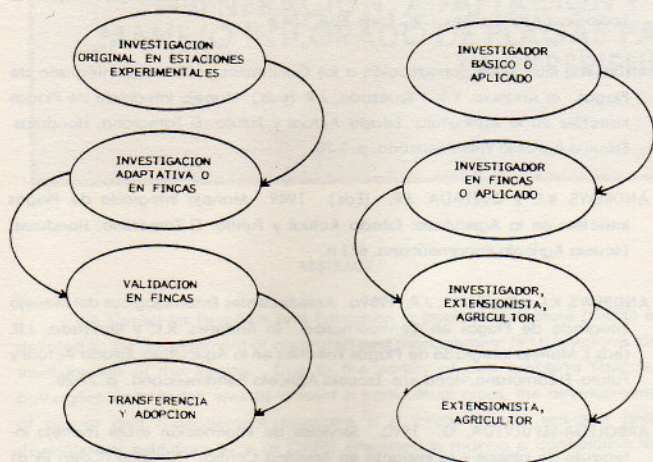 INVESTIGACION
ORIGINAL EN ESTACIONES
EXPERIMENTALES
INVESTIGACION
ADAPTATIVA O
EN FINCAS
VALIDACION
EN FINCAS
TRANSFERENCIA
Y ADOPCION
INVESTIGADOR
BASICO O
APLICADO
INVESTIGADOR
EN FINCAS
O APLICADO
INVESTIGADOR,
EXTENSIONISTA,
AGRICULTOR
EXTENSIONISTA,
AGRICULTOR